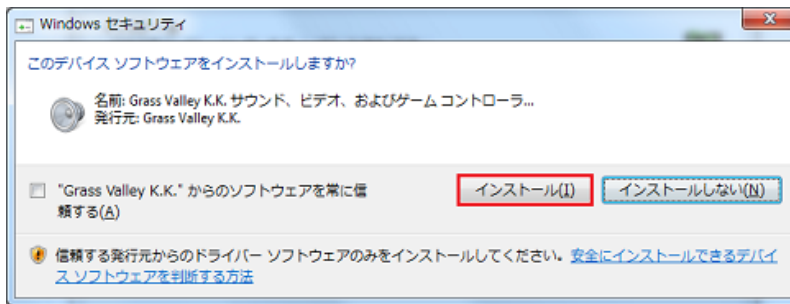 Windows セキュリティ
このデバイス ソフトウェアをインストールしますか?
名前: Grass Valley K.K. サウンド、ビデオ、およびゲーム コントローラ...
発行元: Grass Valley K.K.
"Grass Valley K.K." からのソフトウェアを常に信
頼する(A)
インストール(I)
インストールしない(N)
信頼する発行元からのドライバー ソフトウェアのみをインストールしてください。安全にインストールできるデバイ
ス ソフトウェアを判断する方法